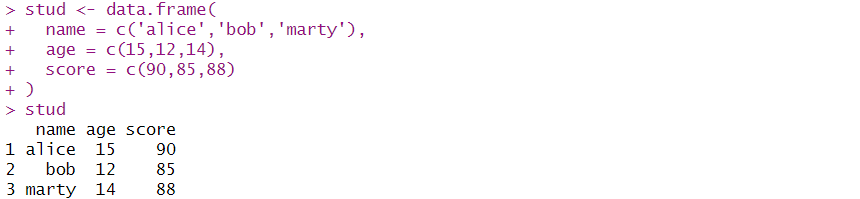 > stud <- data.frame(
+   name = c('alice','bob','marty'),
+   age = c(15,12,14),
+   score = c(90,85,88)
+ )
> stud
   name age score
1 alice  15    90
2   bob  12    85
3 marty  14    88